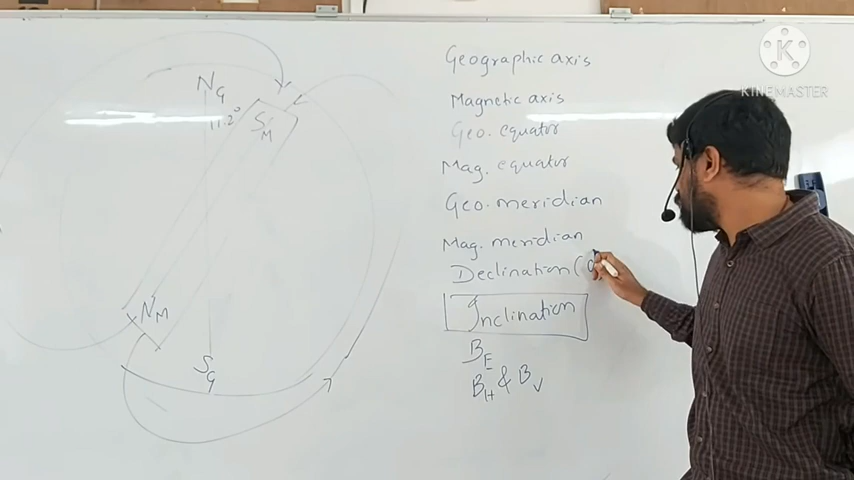 K
KINEMASTER
N_G
11.2°
S_M
N_M
S_G
Geographic axis
Magnetic axis
Geo. equator
Mag. equator
Geo. meridian
Mag. meridian
Declination (
Inclination
B_E
B_H & B_V